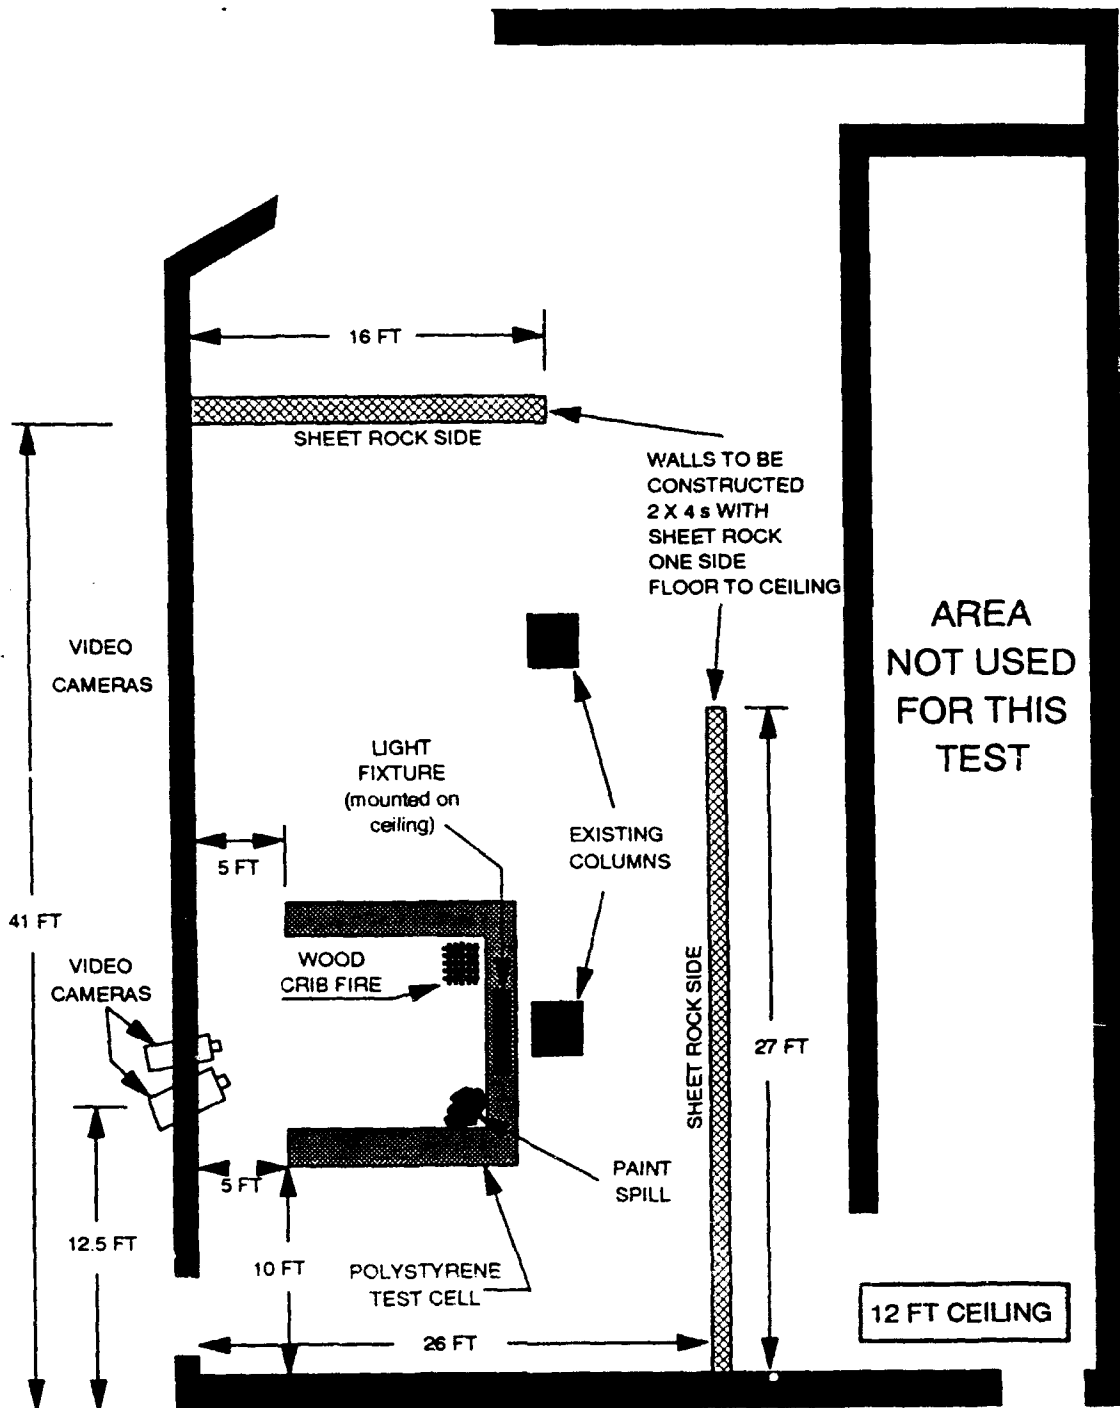 16 FT
SHEET ROCK SIDE
WALLS TO BE
CONSTRUCTED
2 X 4 s WITH
SHEET ROCK
ONE SIDE
FLOOR TO CEILING
AREA
NOT USED
FOR THIS
TEST
VIDEO
CAMERAS
LIGHT
FIXTURE
(mounted on
ceiling)
EXISTING
COLUMNS
5 FT
41 FT
WOOD
CRIB FIRE
VIDEO
CAMERAS
SHEET ROCK SIDE
27 FT
PAINT
SPILL
5 FT
12.5 FT
10 FT
POLYSTYRENE
TEST CELL
12 FT CEILING
26 FT